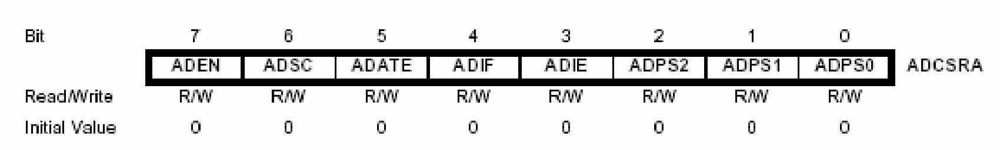 Bit 7 6 5 4 3 2 1 0
ADEN ADSC ADATE ADIF ADIE ADPS2 ADPS1 ADPS0 ADCSRA
Read/Write R/W R/W R/W R/W R/W R/W R/W R/W
Initial Value 0 0 0 0 0 0 0 0